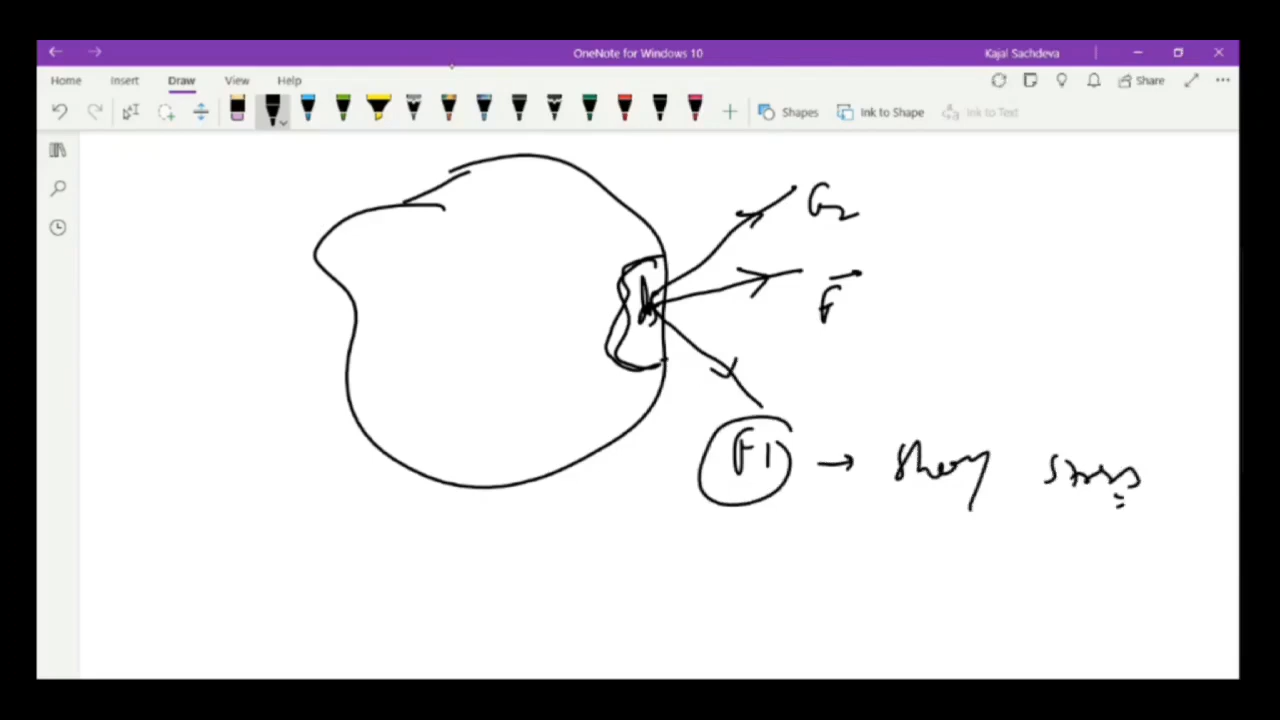 OneNote for Windows 10
Kajal Sachdeva
Home Insert Draw View Help
Share
Shapes Ink to Shape Ink to Text
F
F1 → stress